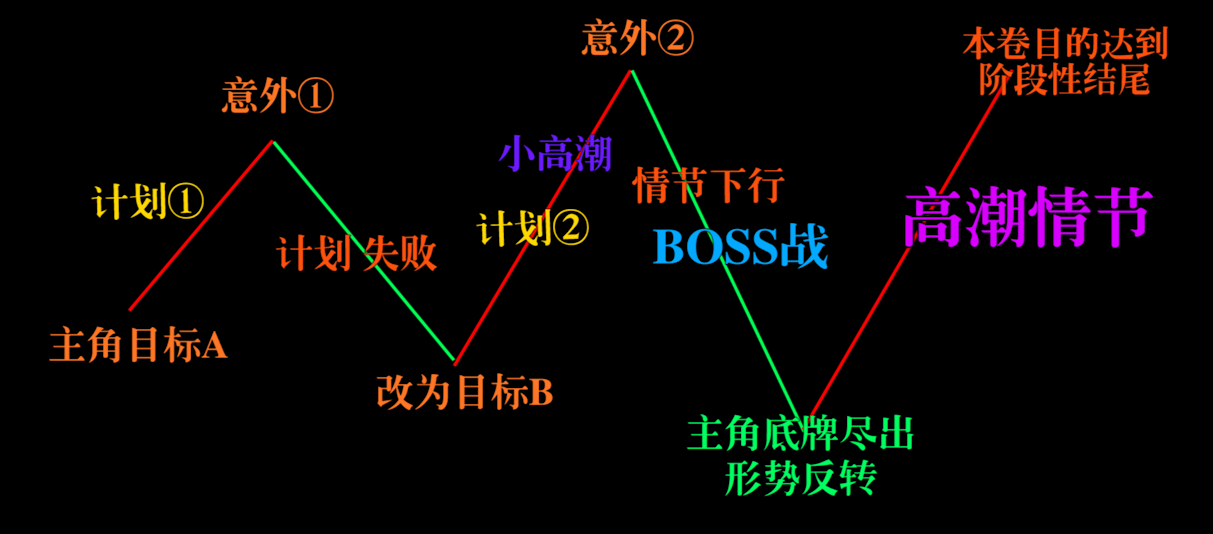 意外②
本卷目的达到
阶段性结尾
意外①
小高潮
情节下行
计划①
高潮情节
计划②
计划 失败
BOSS战
主角目标A
改为目标B
主角底牌尽出
形势反转